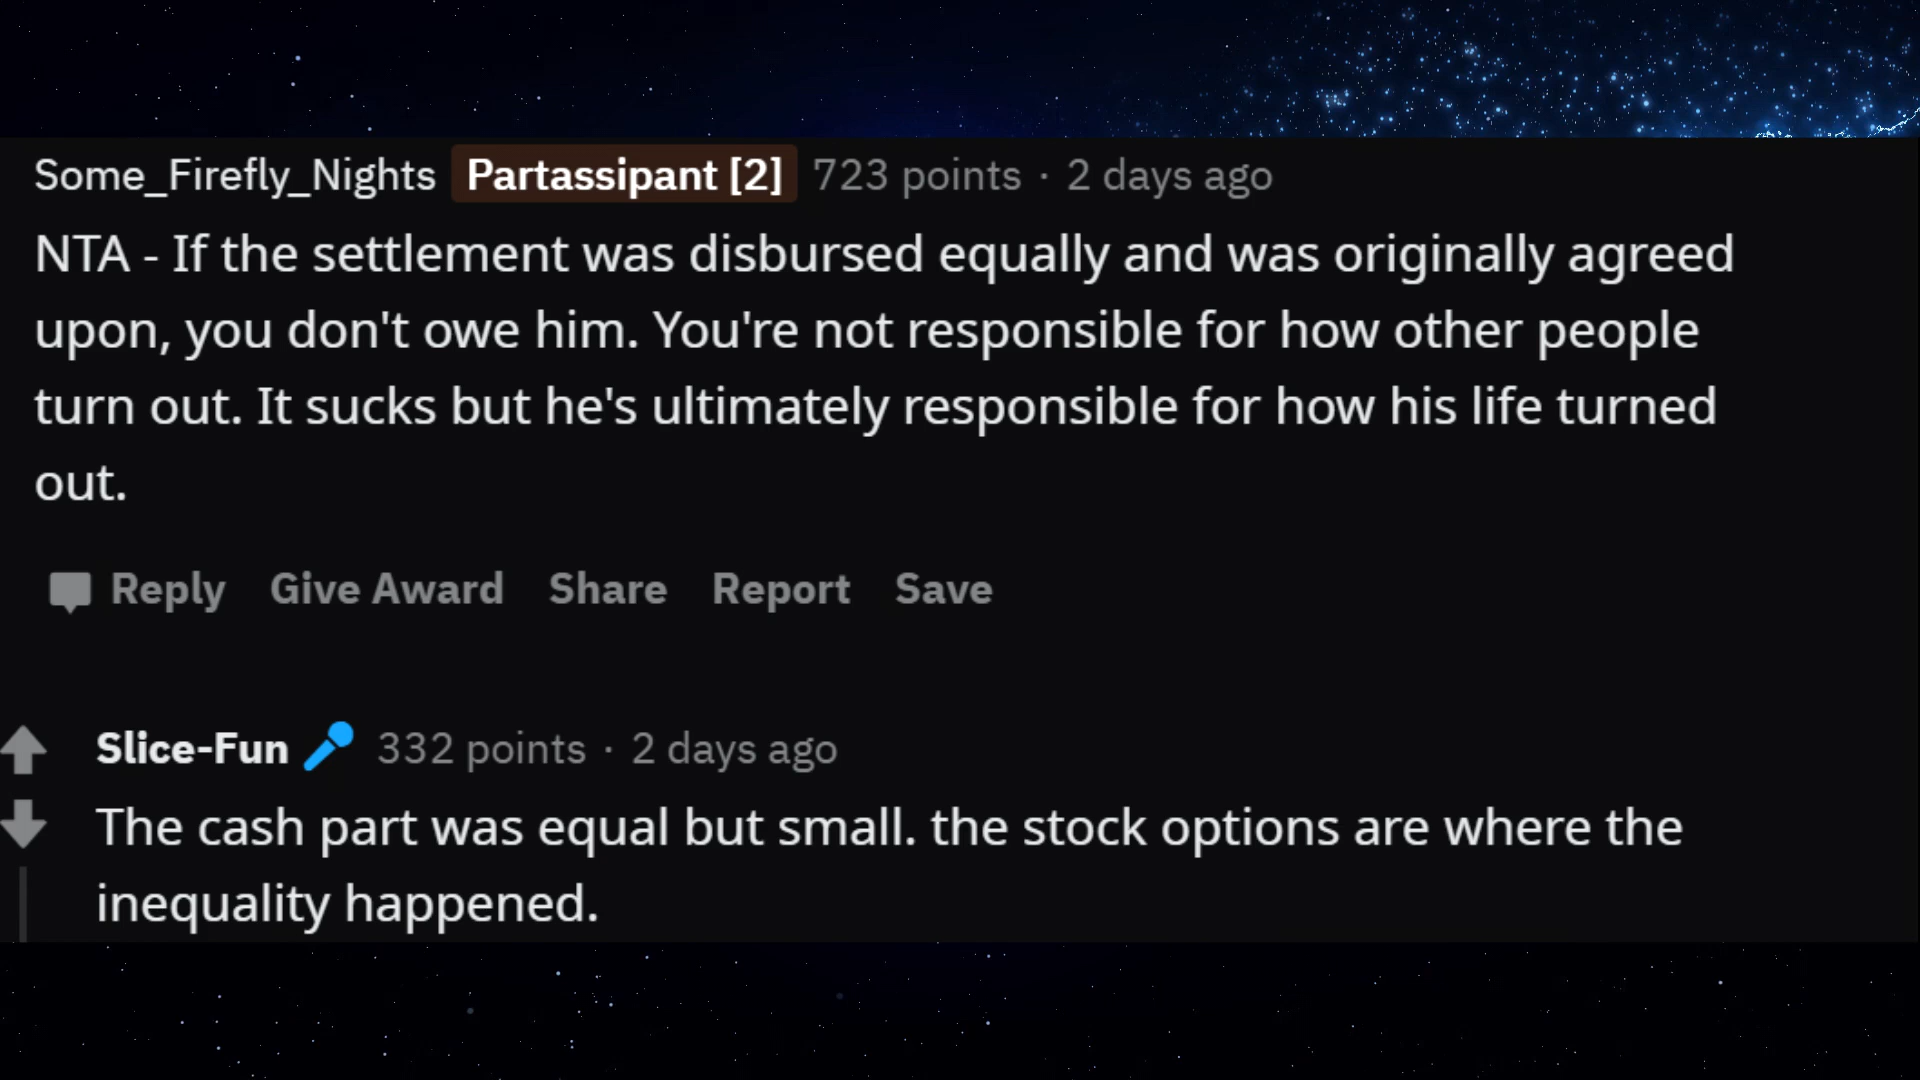 Some_Firefly_Nights Partassipant [2] 723 points · 2 days ago
NTA - If the settlement was disbursed equally and was originally agreed
upon, you don't owe him. You're not responsible for how other people
turn out. It sucks but he's ultimately responsible for how his life turned
out.
Reply Give Award Share Report Save
Slice-Fun 332 points · 2 days ago
The cash part was equal but small. the stock options are where the
inequality happened.